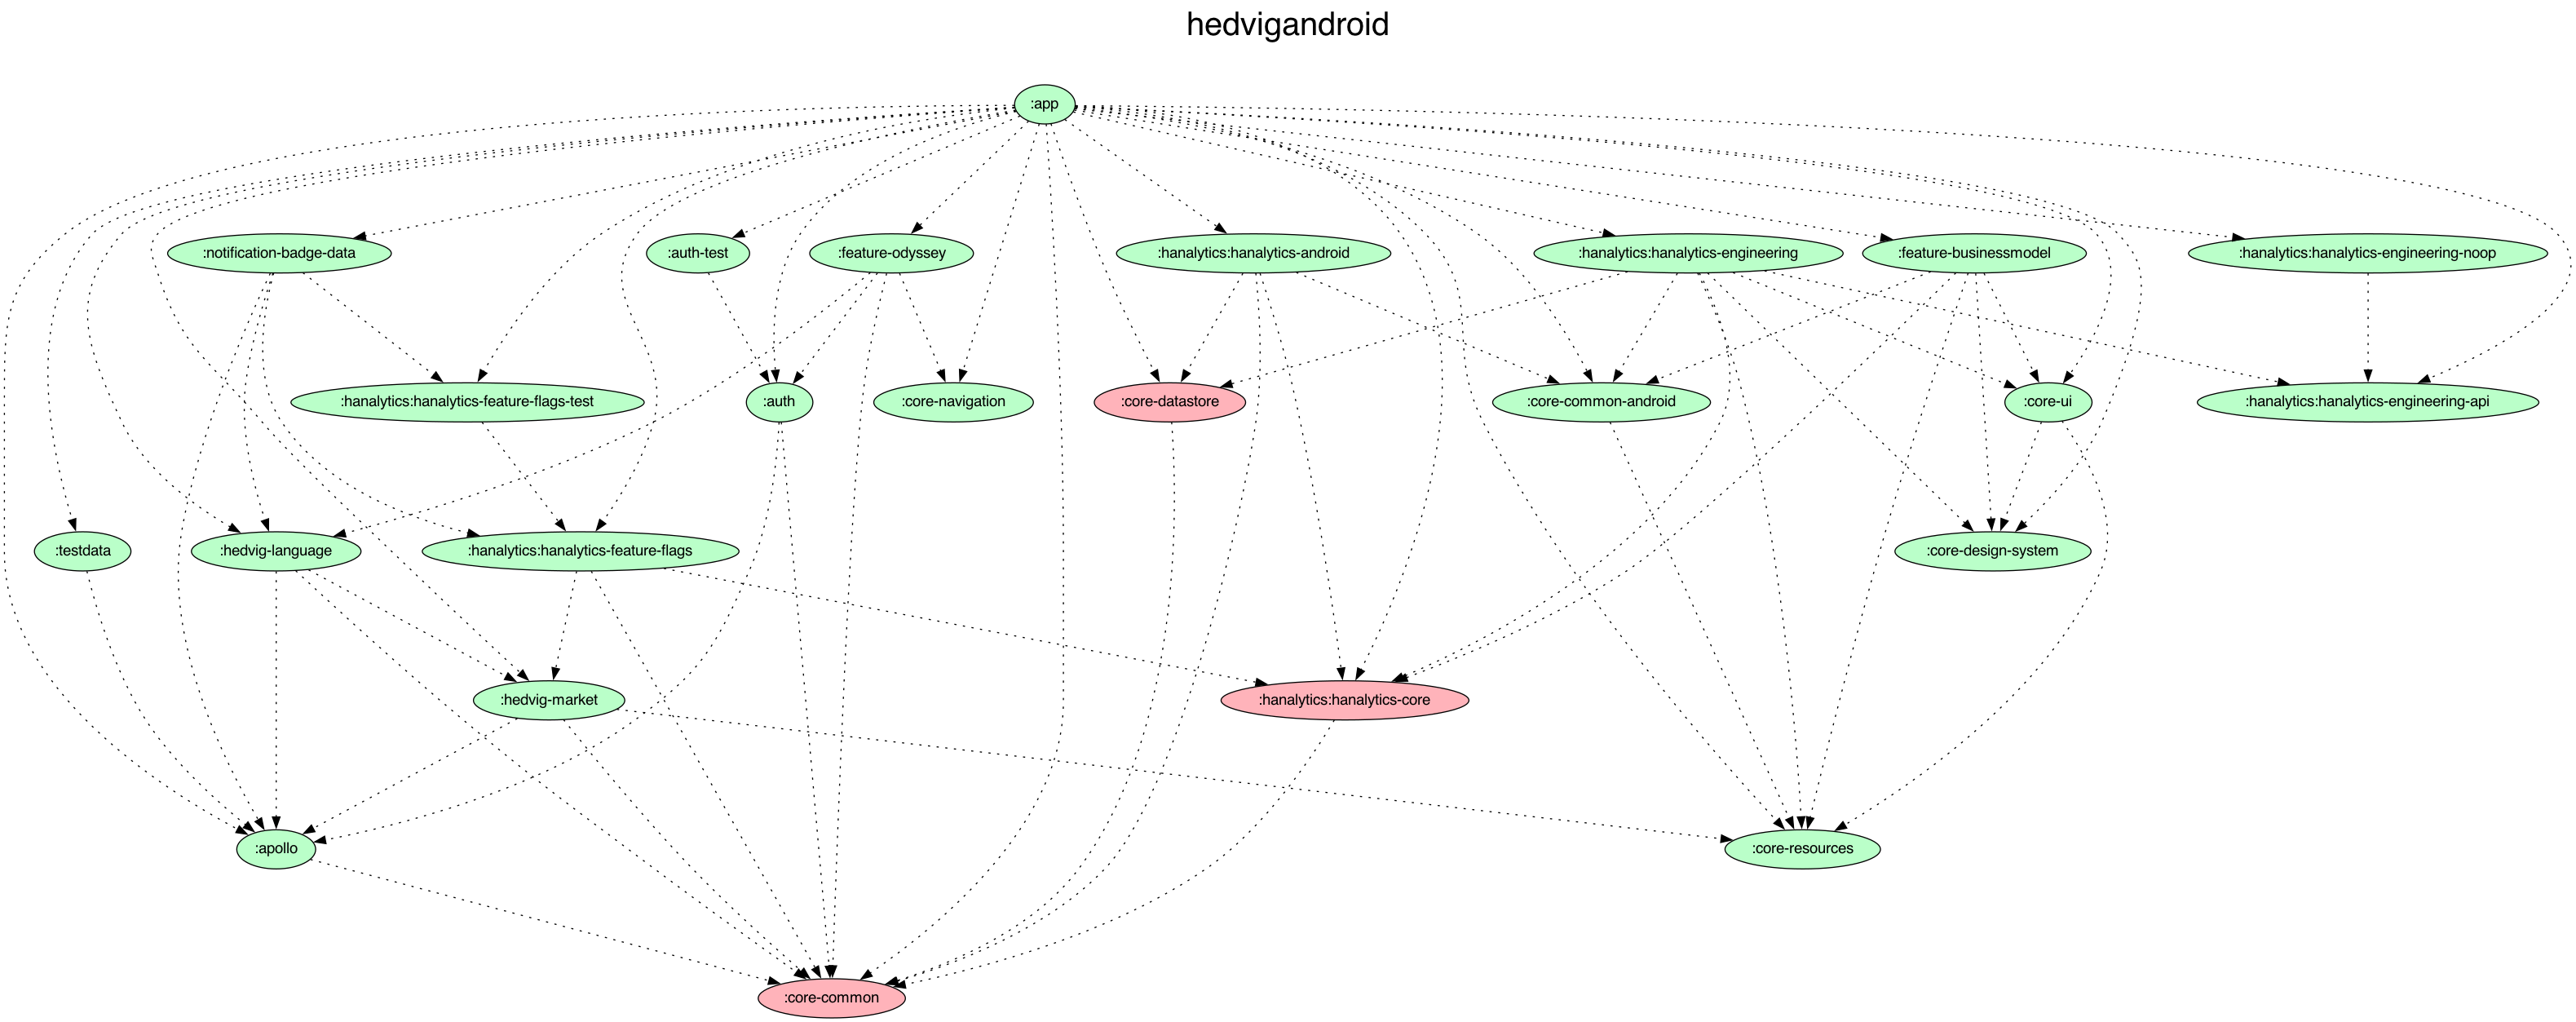 hedvigandroid
:app
:notification-badge-data
:auth-test
:feature-odyssey
:hanalytics:hanalytics-android
:hanalytics:hanalytics-engineering
:feature-businessmodel
:hanalytics:hanalytics-engineering-noop
:hanalytics:hanalytics-feature-flags-test
:auth
:core-navigation
:core-datastore
:core-common-android
:core-ui
:hanalytics:hanalytics-engineering-api
:testdata
:hedvig-language
:hanalytics:hanalytics-feature-flags
:core-design-system
:hedvig-market
:hanalytics:hanalytics-core
:apollo
:core-resources
:core-common